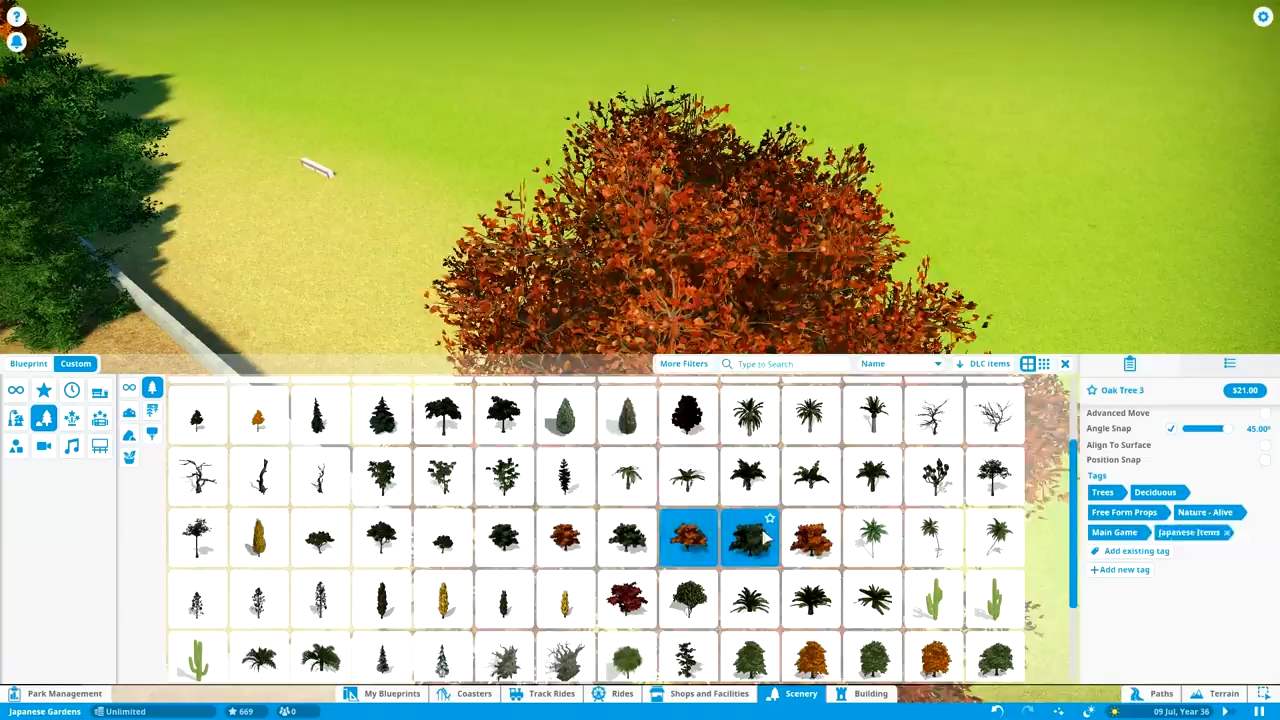 Blueprint Custom More Filters Type to Search Name DLC items
Oak Tree 3 $21.00
Advanced Move
Angle Snap 45.00°
Align To Surface
Position Snap
Tags
Trees Deciduous
Free Form Props Nature - Alive
Main Game Japanese Items
Add existing tag
+Add new tag
Park Management My Blueprints Coasters Track Rides Rides Shops and Facilities Scenery Building Paths Terrain
Japanese Gardens Unlimited 669 0 09 Jul, Year 36